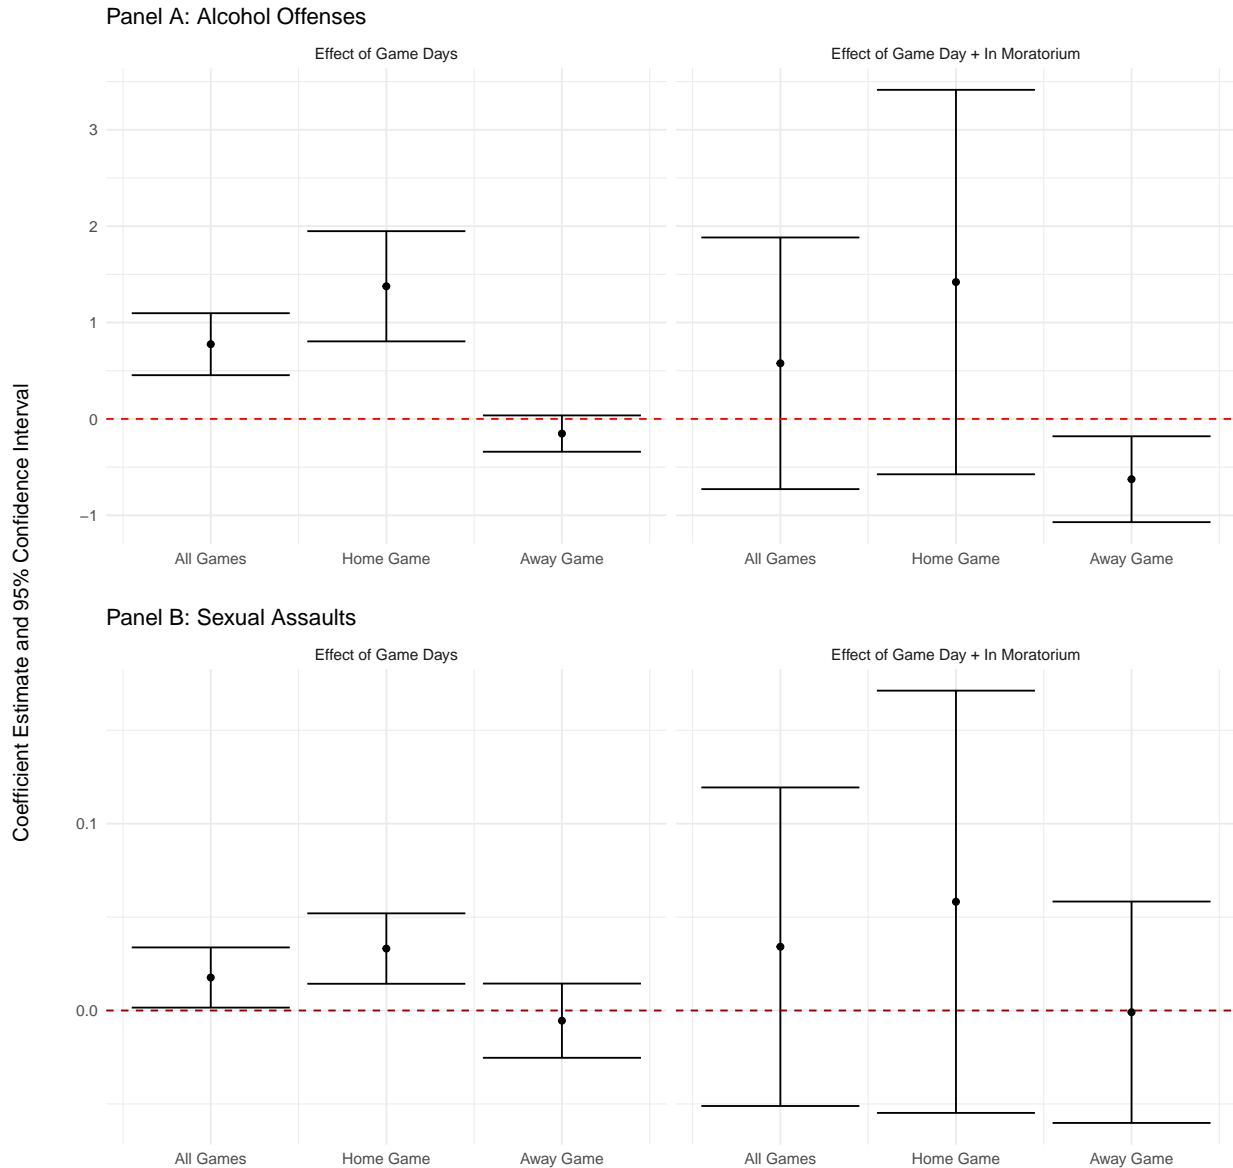 Panel A: Alcohol Offenses
Effect of Game Days
Effect of Game Day + In Moratorium
3
2
1
0
−1
All Games
Home Game
Away Game
All Games
Home Game
Away Game
Coefficient Estimate and 95% Confidence Interval
Panel B: Sexual Assaults
Effect of Game Days
Effect of Game Day + In Moratorium
0.1
0.0
All Games
Home Game
Away Game
All Games
Home Game
Away Game